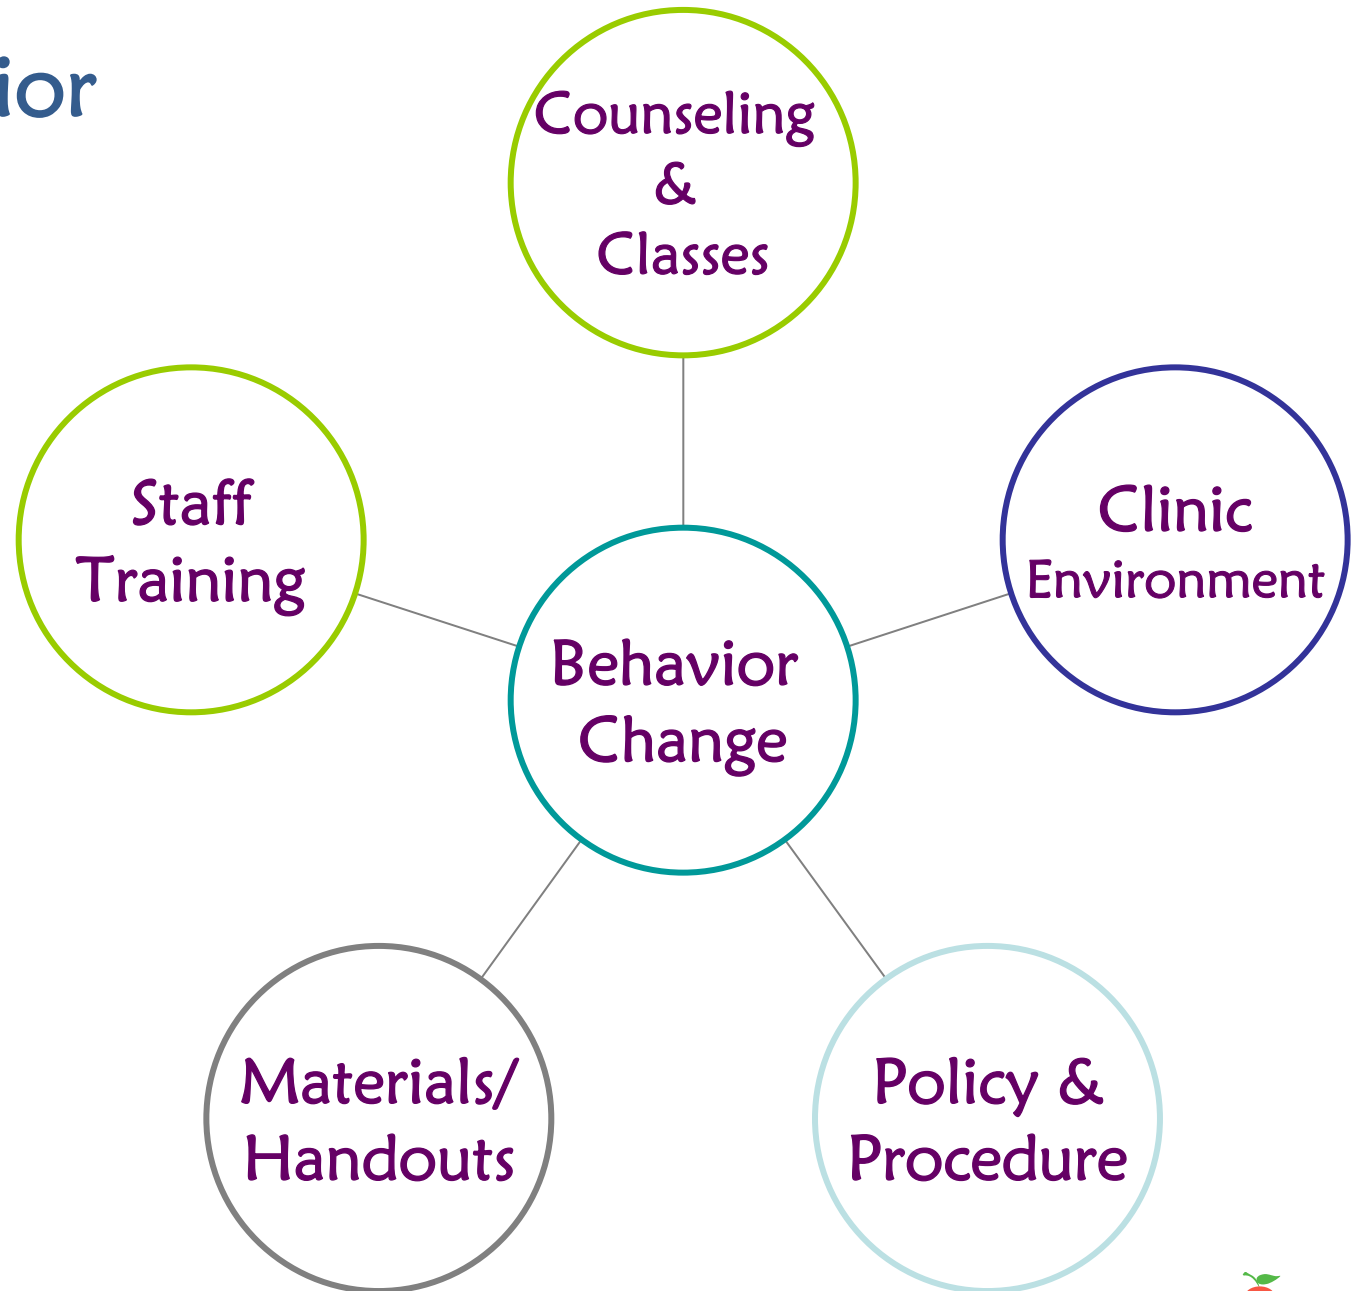 ior
Counseling
&
Classes
Staff
Training
Clinic
Environment
Behavior
Change
Materials/
Handouts
Policy &
Procedure